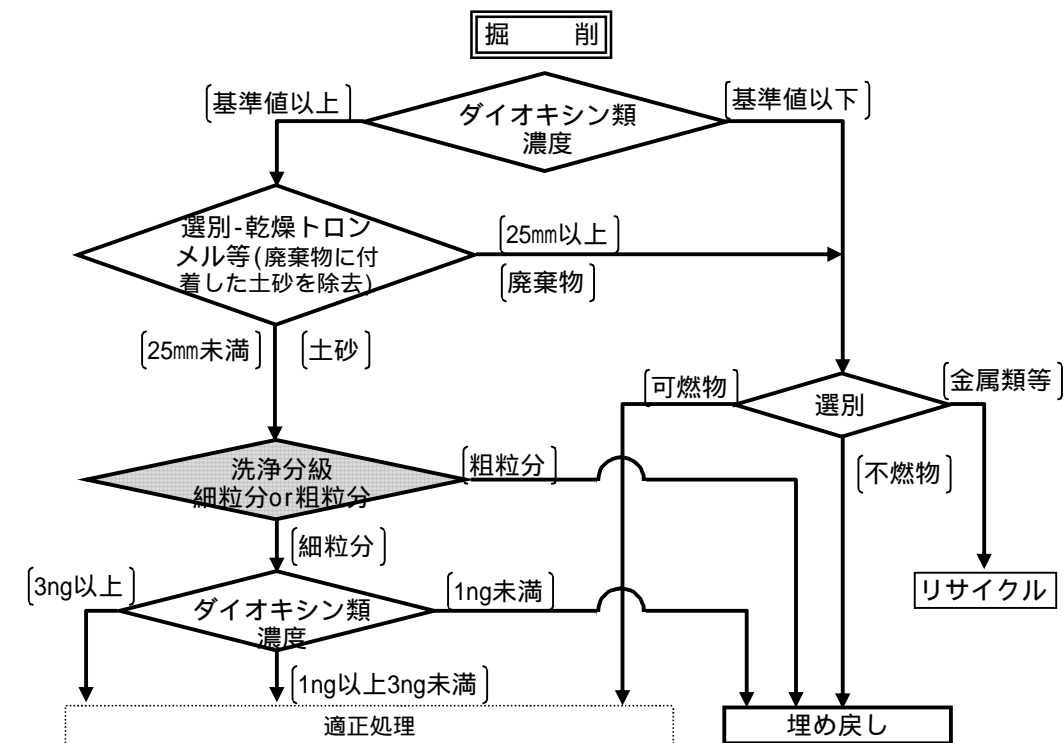 掘　　削
[基準値以上]
ダイオキシン類
濃度
[基準値以下]
選別-乾燥トロン
メル等(廃棄物に付
着した土砂を除去)
[25㎜以上]
[廃棄物]
[25㎜未満]
[土砂]
[可燃物]
選別
[金属類等]
洗浄分級
細粒分or粗粒分
[粗粒分]
[不燃物]
[細粒分]
[3ng以上]
ダイオキシン類
濃度
[1ng未満]
リサイクル
[1ng以上3ng未満]
適正処理
埋め戻し